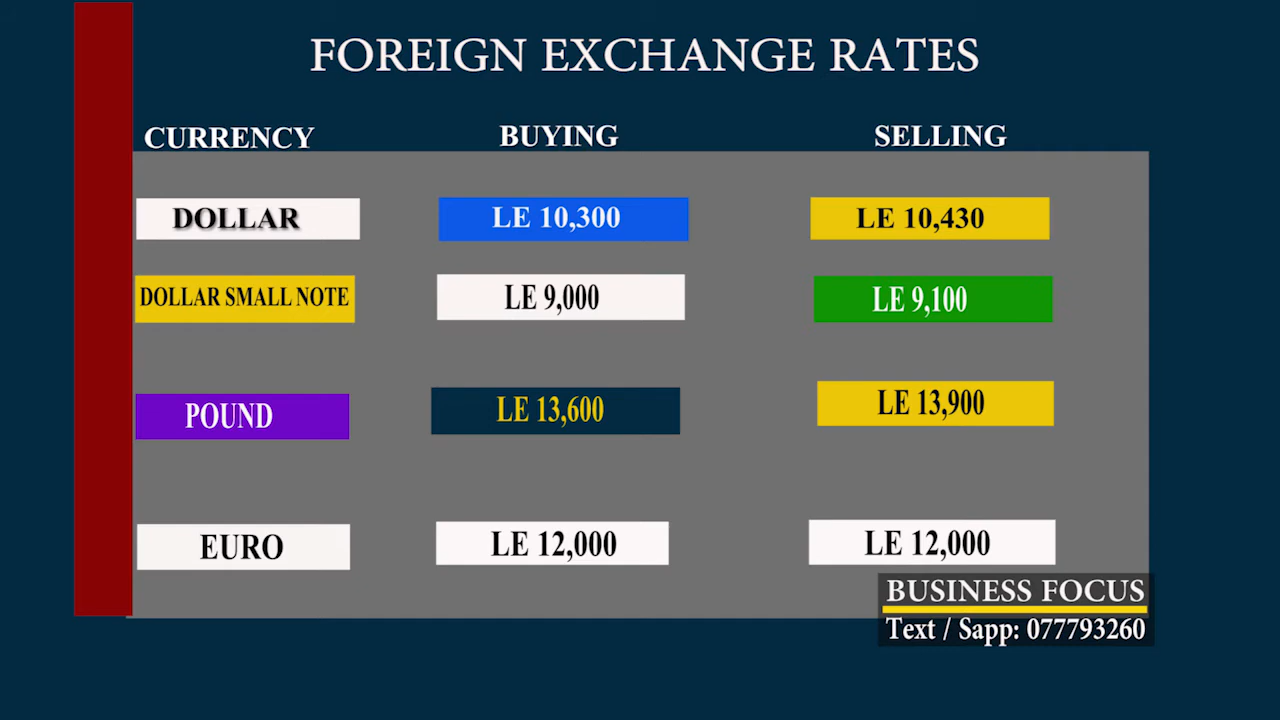 FOREIGN EXCHANGE RATES
CURRENCY BUYING SELLING
DOLLAR LE 10,300 LE 10,430
DOLLAR SMALL NOTE LE 9,000 LE 9,100
POUND LE 13,600 LE 13,900
EURO LE 12,000 LE 12,000
BUSINESS FOCUS
Text / Sapp: 077793260